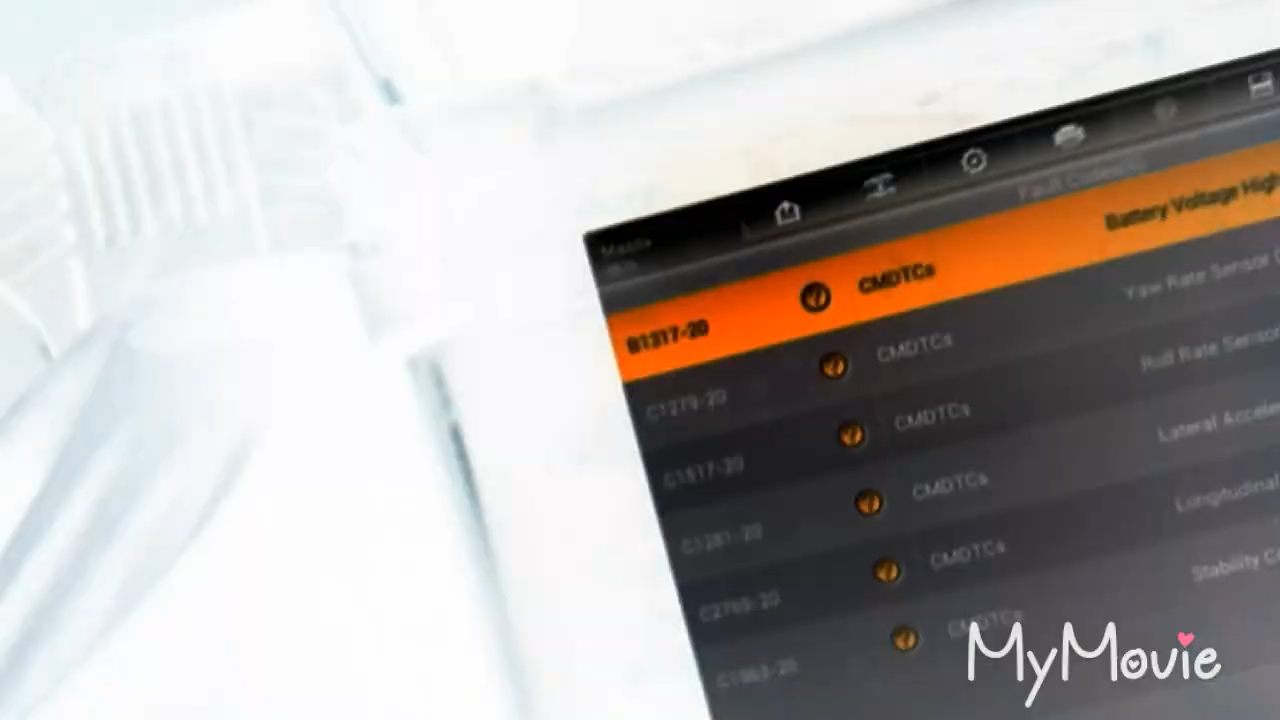 Mazda
Fault Code(s)
B1317-20 CMDTCs Battery Voltage High
C1279-20 CMDTCs Yaw Rate Sensor
C1517-20 CMDTCs Roll Rate Sensor
C1281-20 CMDTCs Lateral
C2769-20 CMDTCs Longitudinal
C1963-20 CMDTCs Stability
MyMovie